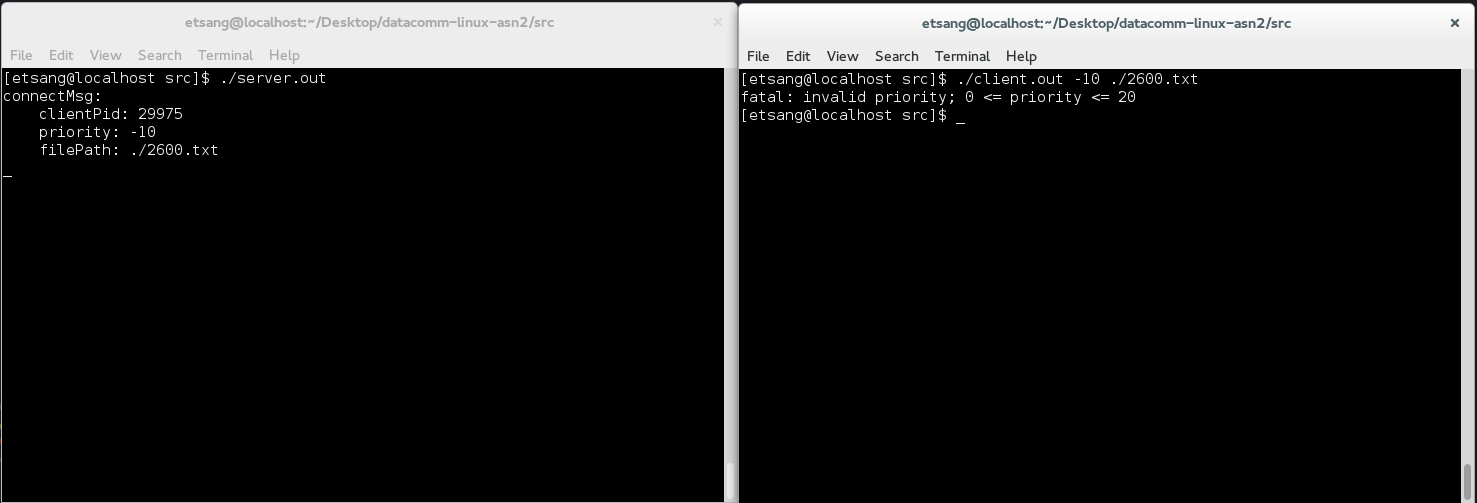 etsang@localhost:~/Desktop/datacomm-linux-asn2/src ×
File Edit View Search Terminal Help
[etsang@localhost src]$ ./server.out
connectMsg:
    clientPid: 29975
    priority: -10
    filePath: ./2600.txt
_
etsang@localhost:~/Desktop/datacomm-linux-asn2/src ×
File Edit View Search Terminal Help
[etsang@localhost src]$ ./client.out -10 ./2600.txt
fatal: invalid priority; 0 <= priority <= 20
[etsang@localhost src]$ _